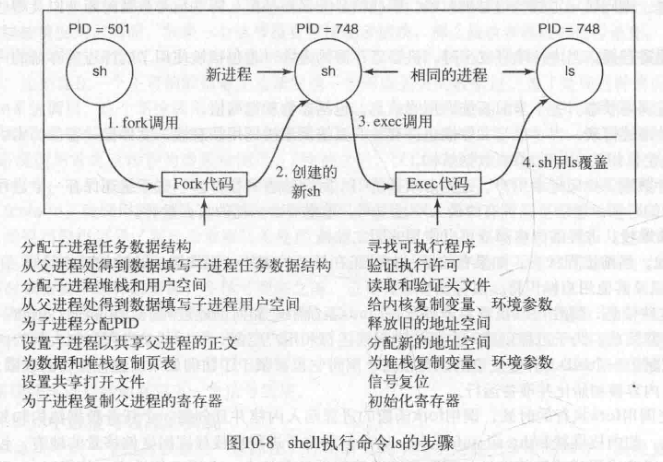 PID = 501
PID = 748
PID = 748
sh
新进程
sh
相同的进程
ls
1. fork调用
3. exec调用
2. 创建的
新sh
4. sh用ls覆盖
Fork代码
Exec代码
分配子进程任务数据结构
从父进程处得到数据填写子进程任务数据结构
分配子进程堆栈和用户空间
从父进程处得到数据填写子进程用户空间
为子进程分配PID
设置子进程以共享父进程的正文
为数据和堆栈复制页表
设置共享打开文件
为子进程复制父进程的寄存器
寻找可执行程序
验证执行许可
读取和验证头文件
给内核复制变量、环境参数
释放旧的地址空间
分配新的地址空间
为堆栈复制变量、环境参数
信号复位
初始化寄存器
图10-8 shell执行命令ls的步骤